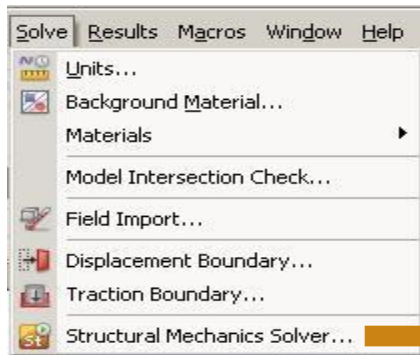 Solve Results Macros Window Help
Units...
Background Material...
Materials
Model Intersection Check...
Field Import...
Displacement Boundary...
Traction Boundary...
St Structural Mechanics Solver...